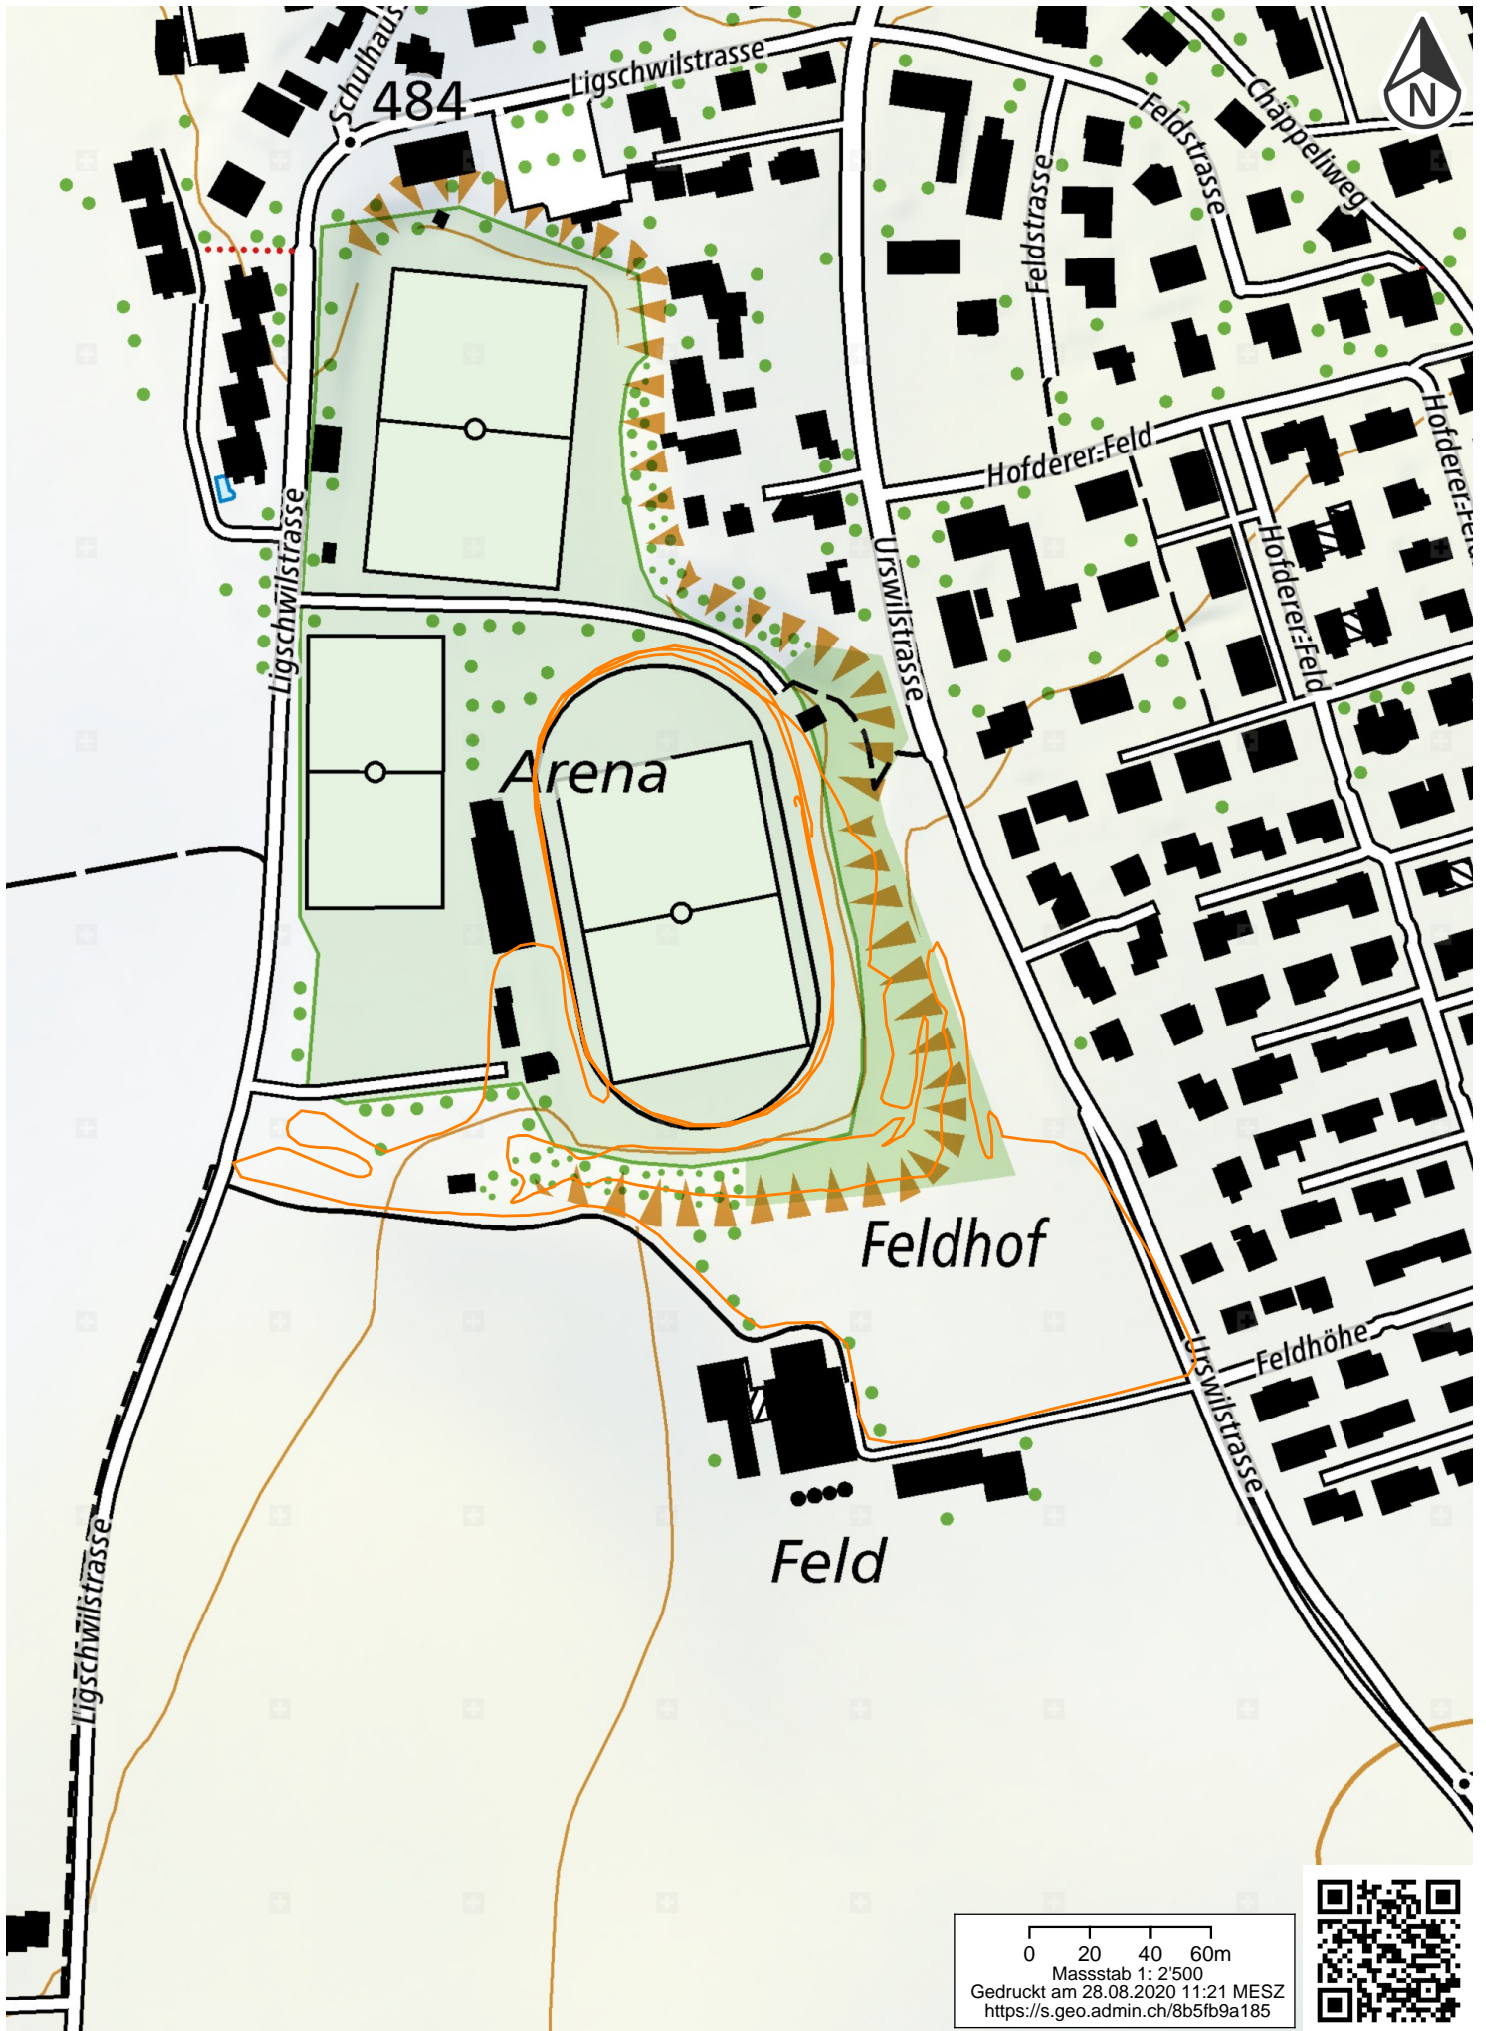 Schulhaus
484
Ligschwilstrasse
N
Chäppeliweg
Feldstrasse
Feldstrasse
Hofderer-Feld
Hofderer-Feld
Hofderer-Feld
Urswilstrasse
Ligschwilstrasse
Arena
Feldhof
Feldhöhe
Urswilstrasse
Feld
Ligschwilstrasse
0 20 40 60m
Massstab 1: 2'500
Gedruckt am 28.08.2020 11:21 MESZ
https://s.geo.admin.ch/8b5fb9a185